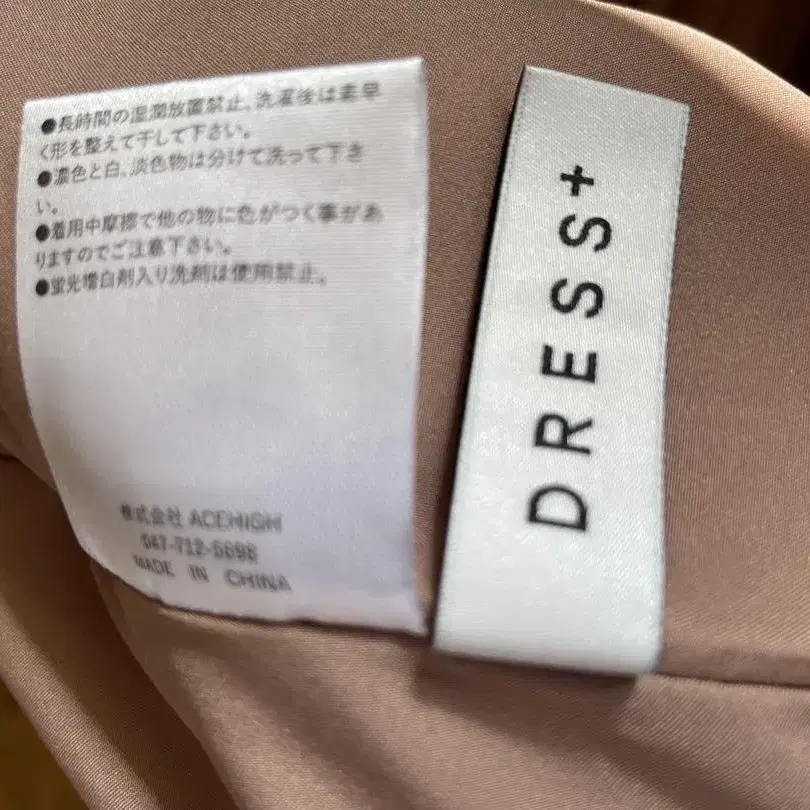 ●長時間の湿潤放置禁止、洗濯後は素早
く形を整えて干して下さい。
●濃色と白、淡色物は分けて洗って下さ
い。
●着用中摩擦で他の物に色がつく事があ
りますのでご注意下さい。
●蛍光増白剤入り洗剤は使用禁止。
株式会社 ACEHIGH
047-712-5698
MADE IN CHINA
DRESS+